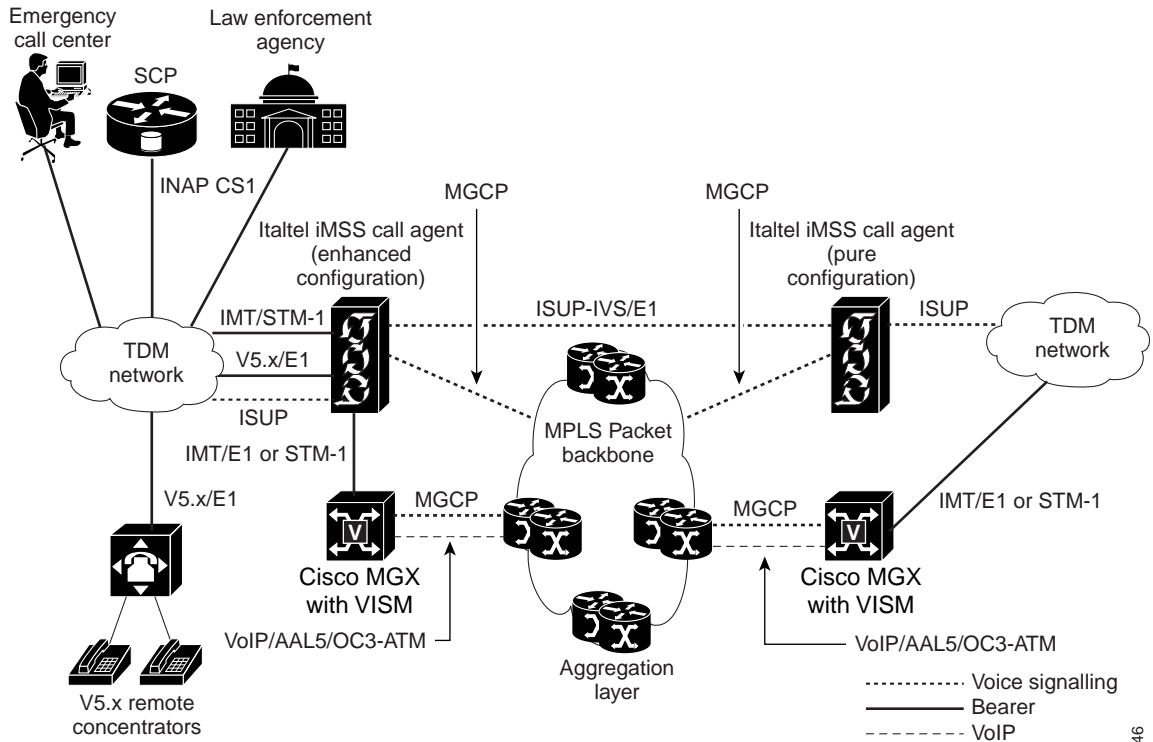 Emergency
call center
Law enforcement
agency
SCP
INAP CS1
MGCP
MGCP
Italtel iMSS call agent
(enhanced
configuration)
Italtel iMSS call agent
(pure
configuration)
IMT/STM-1
ISUP-IVS/E1
ISUP
TDM
network
TDM
network
V5.x/E1
ISUP
MPLS Packet
backbone
IMT/E1 or STM-1
V5.x/E1
MGCP
MGCP
IMT/E1 or STM-1
V
V
Cisco MGX
with VISM
Cisco MGX
with VISM
VoIP/AAL5/OC3-ATM
VoIP/AAL5/OC3-ATM
Aggregation
layer
V5.x remote
concentrators
Voice signalling
Bearer
VoIP
46